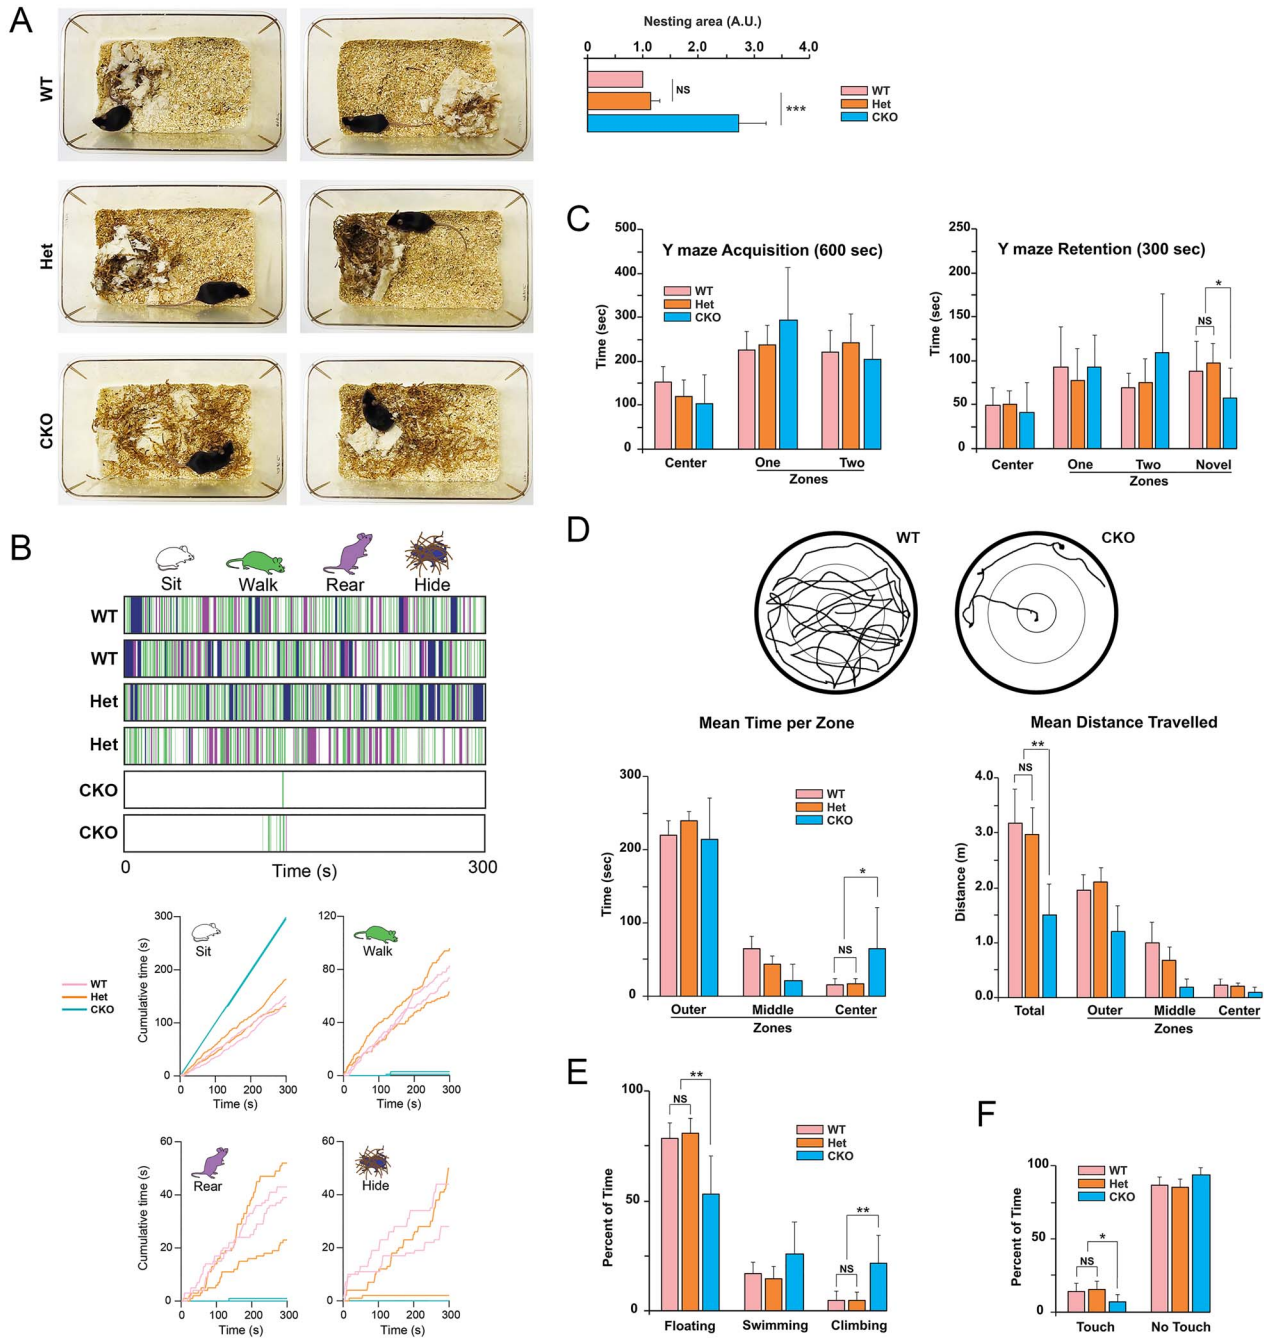 A
WT
Het
CKO
Nesting area (A.U.)
0 1.0 2.0 3.0 4.0
NS
***
WT
Het
CKO
B
Sit Walk Rear Hide
WT
WT
Het
Het
CKO
CKO
0 Time (s) 300
WT
Het
CKO
Cumulative time (s)
300
200
100
0
Sit
0 100 200 300
Time (s)
120
80
40
0
Walk
0 100 200 300
Time (s)
Cumulative time (s)
60
40
20
0
Rear
0 100 200 300
Time (s)
60
40
20
0
Hide
0 100 200 300
Time (s)
C
Y maze Acquisition (600 sec)
Time (sec)
500
400
300
200
100
0
WT
Het
CKO
Center One Two
Zones
Y maze Retention (300 sec)
Time (sec)
250
200
150
100
50
0
NS
*
Center One Two Novel
Zones
D
WT
CKO
Mean Time per Zone
Time (sec)
300
200
100
0
WT
Het
CKO
NS
*
Outer Middle Center
Zones
Mean Distance Travelled
Distance (m)
4.0
3.0
2.0
1.0
0.0
NS
**
Total Outer Middle Center
Zones
E
Percent of Time
100
50
0
NS
**
WT
Het
CKO
NS
**
Floating Swimming Climbing
F
Percent of Time
100
50
0
WT
Het
CKO
NS
*
Touch No Touch